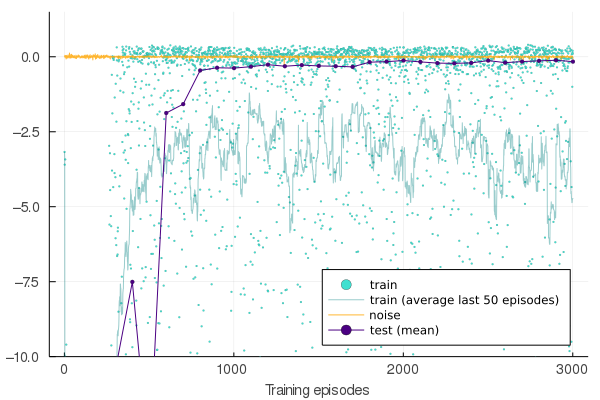 0.0
−2.5
−5.0
−7.5
−10.0
0 1000 2000 3000
Training episodes
train
train (average last 50 episodes)
noise
test (mean)